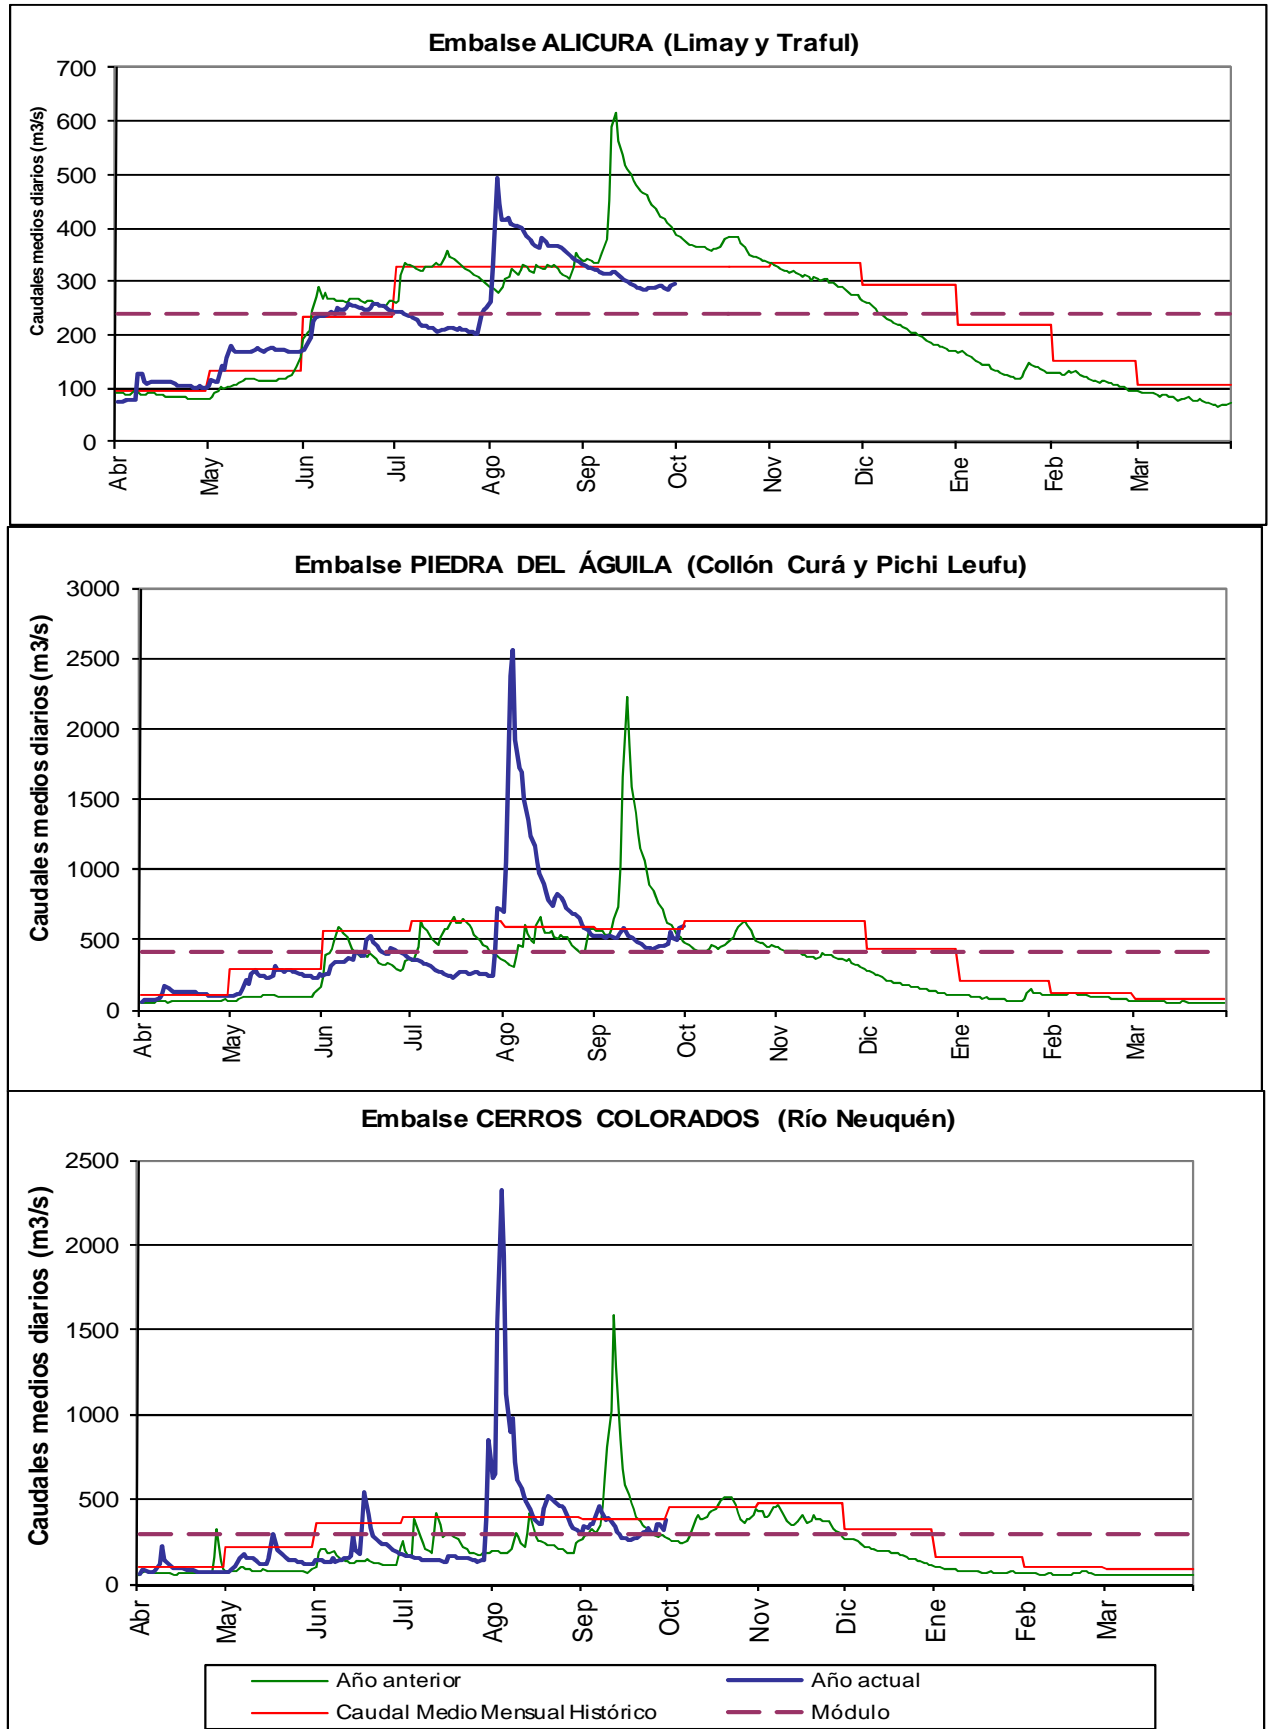 Embalse ALICURA (Limay y Traful)
Caudales medios diarios (m3/s)
700
600
500
400
300
200
100
0
Abr May Jun Jul Ago Sep Oct Nov Dic Ene Feb Mar
Embalse PIEDRA DEL ÁGUILA (Collón Curá y Pichi Leufu)
Caudales medios diarios (m3/s)
3000
2500
2000
1500
1000
500
0
Abr May Jun Jul Ago Sep Oct Nov Dic Ene Feb Mar
Embalse CERROS COLORADOS (Río Neuquén)
Caudales medios diarios (m3/s)
2500
2000
1500
1000
500
0
Abr May Jun Jul Ago Sep Oct Nov Dic Ene Feb Mar
Año anterior Año actual
Caudal Medio Mensual Histórico Módulo